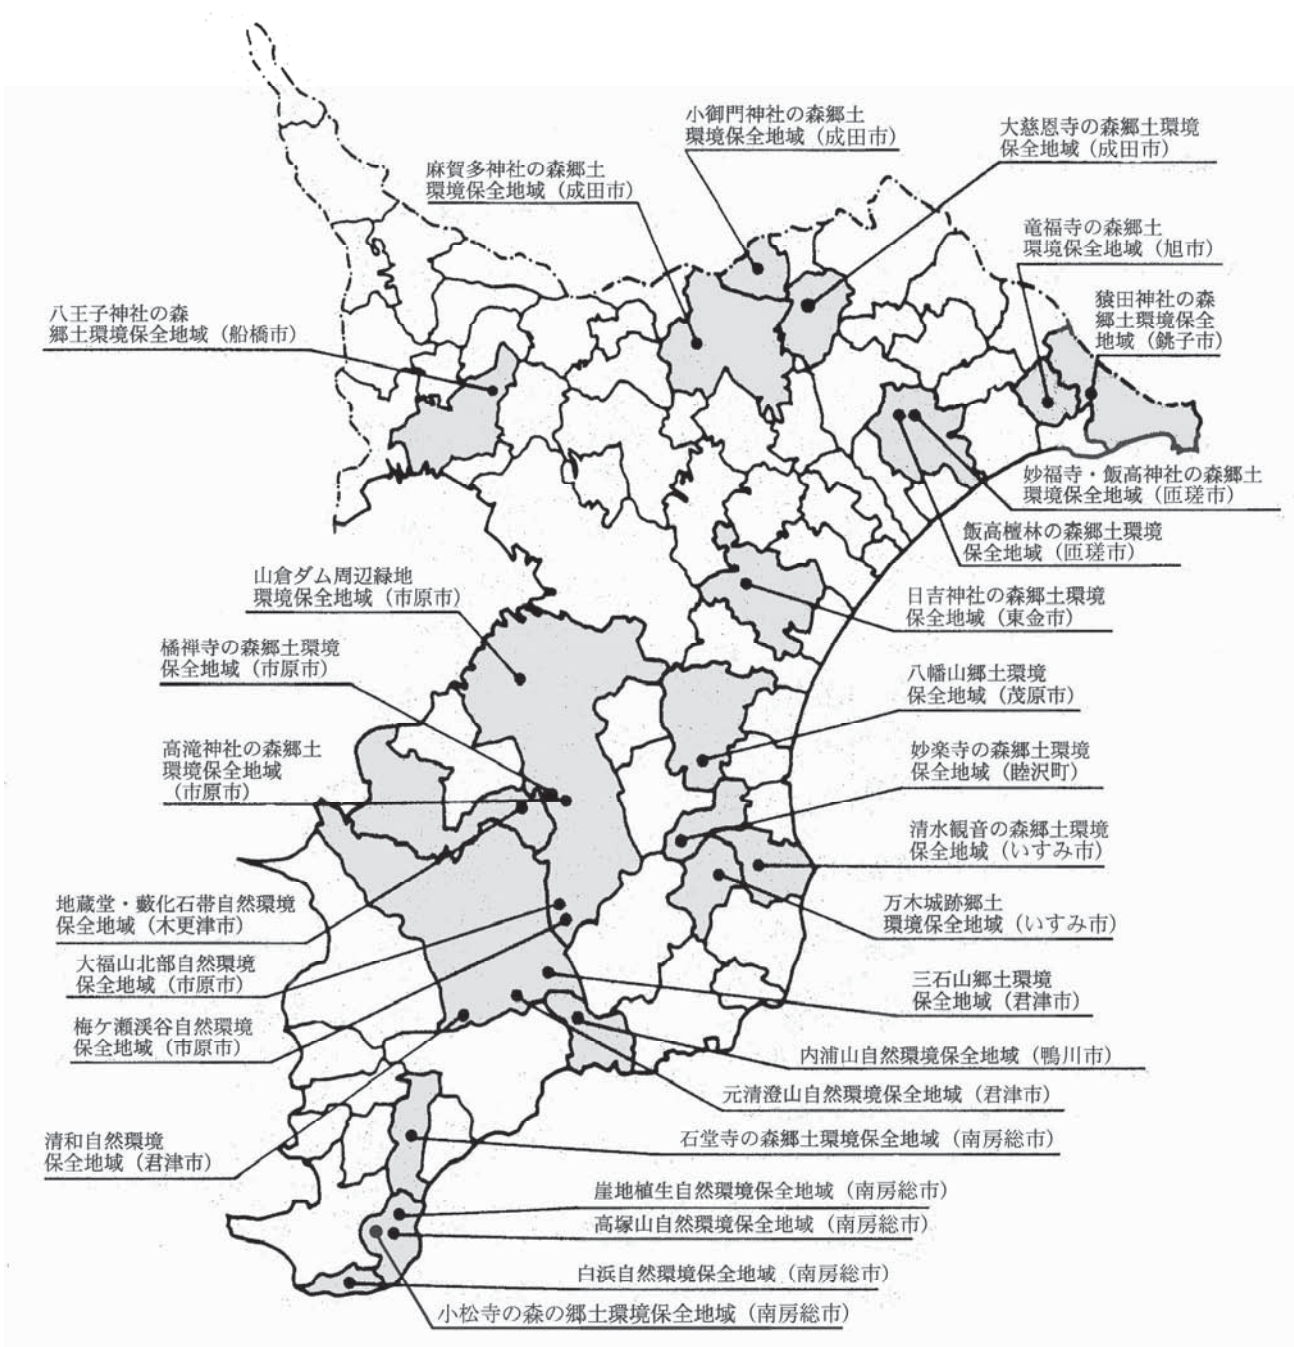 小御門神社の森郷土
環境保全地域（成田市）
大慈恩寺の森郷土環境
保全地域（成田市）
麻賀多神社の森郷土
環境保全地域（成田市）
竜福寺の森郷土
環境保全地域（旭市）
猿田神社の森
郷土環境保全
地域（銚子市）
八王子神社の森
郷土環境保全地域（船橋市）
妙福寺・飯高神社の森郷土
環境保全地域（匝瑳市）
飯高檀林の森郷土環境
保全地域（匝瑳市）
山倉ダム周辺緑地
環境保全地域（市原市）
日吉神社の森郷土環境
保全地域（東金市）
橘禅寺の森郷土環境
保全地域（市原市）
八幡山郷土環境
保全地域（茂原市）
高滝神社の森郷土
環境保全地域
（市原市）
妙楽寺の森郷土環境
保全地域（睦沢町）
清水観音の森郷土環境
保全地域（いすみ市）
地蔵堂・藪化石帯自然環境
保全地域（木更津市）
万木城跡郷土
環境保全地域（いすみ市）
大福山北部自然環境
保全地域（市原市）
三石山郷土環境
保全地域（君津市）
梅ケ瀬渓谷自然環境
保全地域（市原市）
内浦山自然環境保全地域（鴨川市）
元清澄山自然環境保全地域（君津市）
清和自然環境
保全地域（君津市）
石堂寺の森郷土環境保全地域（南房総市）
崖地植生自然環境保全地域（南房総市）
高塚山自然環境保全地域（南房総市）
白浜自然環境保全地域（南房総市）
小松寺の森の郷土環境保全地域（南房総市）